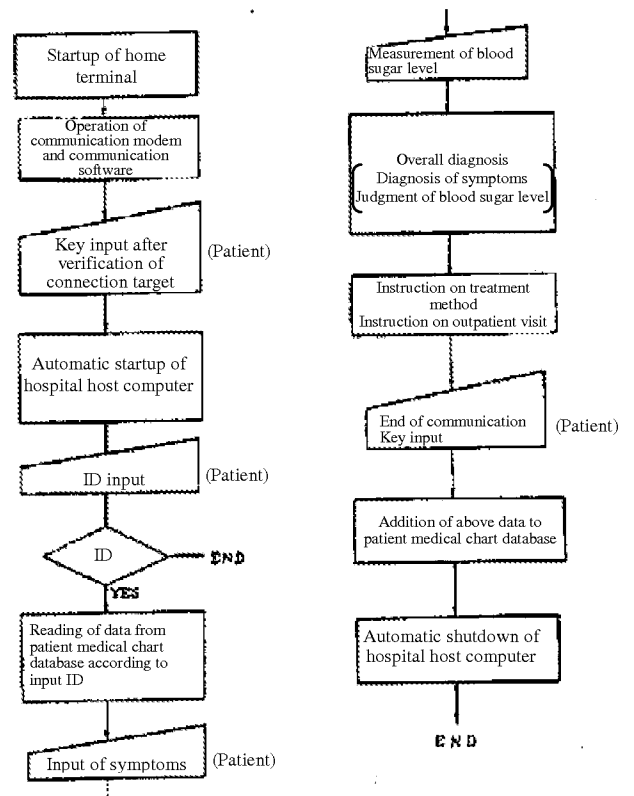 Startup of home
terminal
Operation of
communication modem
and communication
software
Key input after
verification of
connection target
(Patient)
Automatic startup of
hospital host computer
ID input
(Patient)
ID
END
YES
Reading of data from
patient medical chart
database according to
input ID
Input of symptoms
(Patient)
Measurement of blood
sugar level
Overall diagnosis
Diagnosis of symptoms
Judgment of blood sugar level
Instruction on treatment
method
Instruction on outpatient visit
End of communication
Key input
(Patient)
Addition of above data to
patient medical chart database
Automatic shutdown of
hospital host computer
END